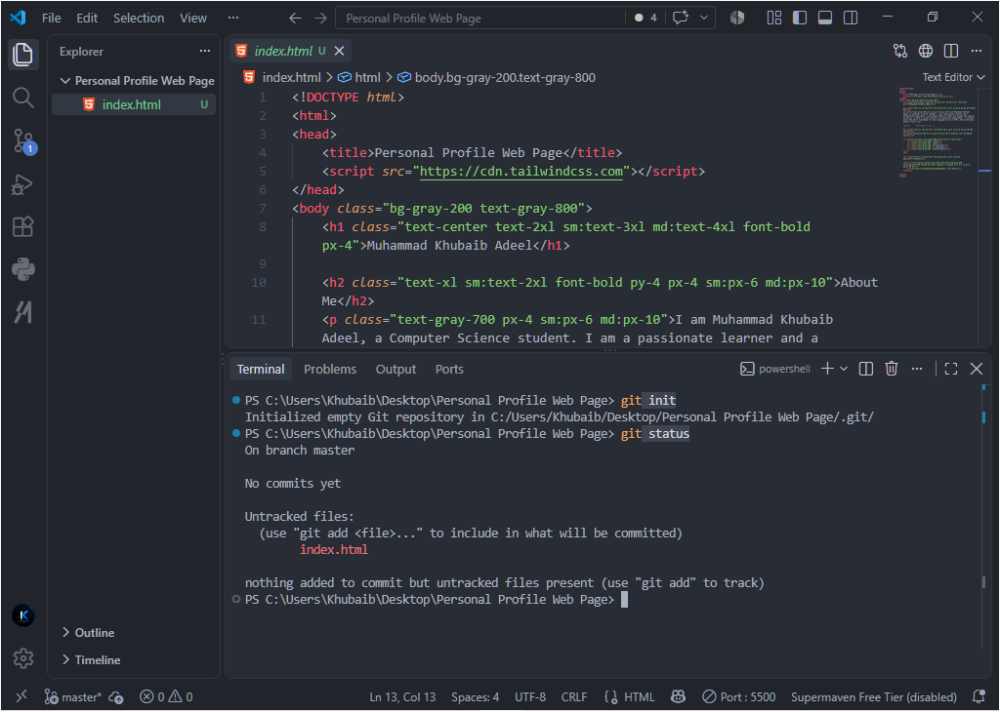 File Edit Selection View ··· Personal Profile Web Page 4
Explorer ···
Personal Profile Web Page
index.html U
1
Outline
Timeline
index.html U
index.html > html > body.bg-gray-200.text-gray-800
Text Editor
1 <!DOCTYPE html>
2 <html>
3 <head>
4 <title>Personal Profile Web Page</title>
5 <script src="https://cdn.tailwindcss.com"></script>
6 </head>
7 <body class="bg-gray-200 text-gray-800">
8 <h1 class="text-center text-2xl sm:text-3xl md:text-4xl font-bold
px-4">Muhammad Khubaib Adeel</h1>
9
10 <h2 class="text-xl sm:text-2xl font-bold py-4 px-4 sm:px-6 md:px-10">About
Me</h2>
11 <p class="text-gray-700 px-4 sm:px-6 md:px-10">I am Muhammad Khubaib
Adeel, a Computer Science student. I am a passionate learner and a
Terminal Problems Output Ports powershell
PS C:\Users\Khubaib\Desktop\Personal Profile Web Page> git init
Initialized empty Git repository in C:/Users/Khubaib/Desktop/Personal Profile Web Page/.git/
PS C:\Users\Khubaib\Desktop\Personal Profile Web Page> git status
On branch master
No commits yet
Untracked files:
(use "git add <file>..." to include in what will be committed)
index.html
nothing added to commit but untracked files present (use "git add" to track)
PS C:\Users\Khubaib\Desktop\Personal Profile Web Page>
K
master* 0 0 Ln 13, Col 13 Spaces: 4 UTF-8 CRLF {} HTML Port : 5500 Supermaven Free Tier (disabled)